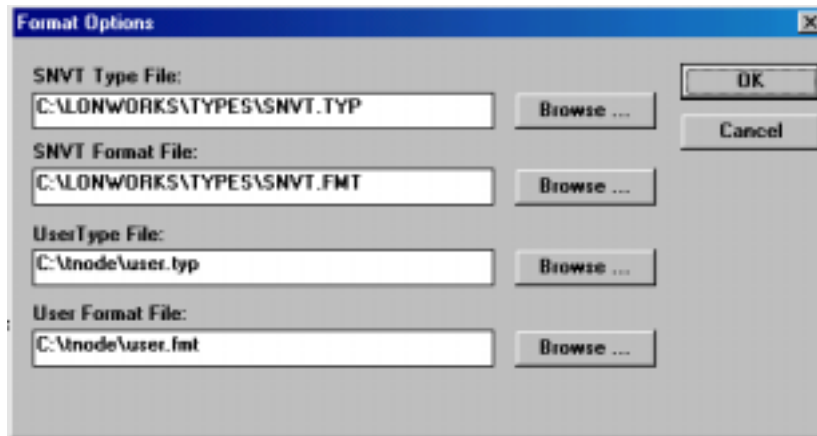 Format Options
SNVT Type File:
C:\LONWORKS\TYPES\SNVT.TYP
Browse ...
OK
Cancel
SNVT Format File:
C:\LONWORKS\TYPES\SNVT.FMT
Browse ...
UserType File:
C:\tnode\user.typ
Browse ...
User Format File:
C:\tnode\user.fmt
Browse ...